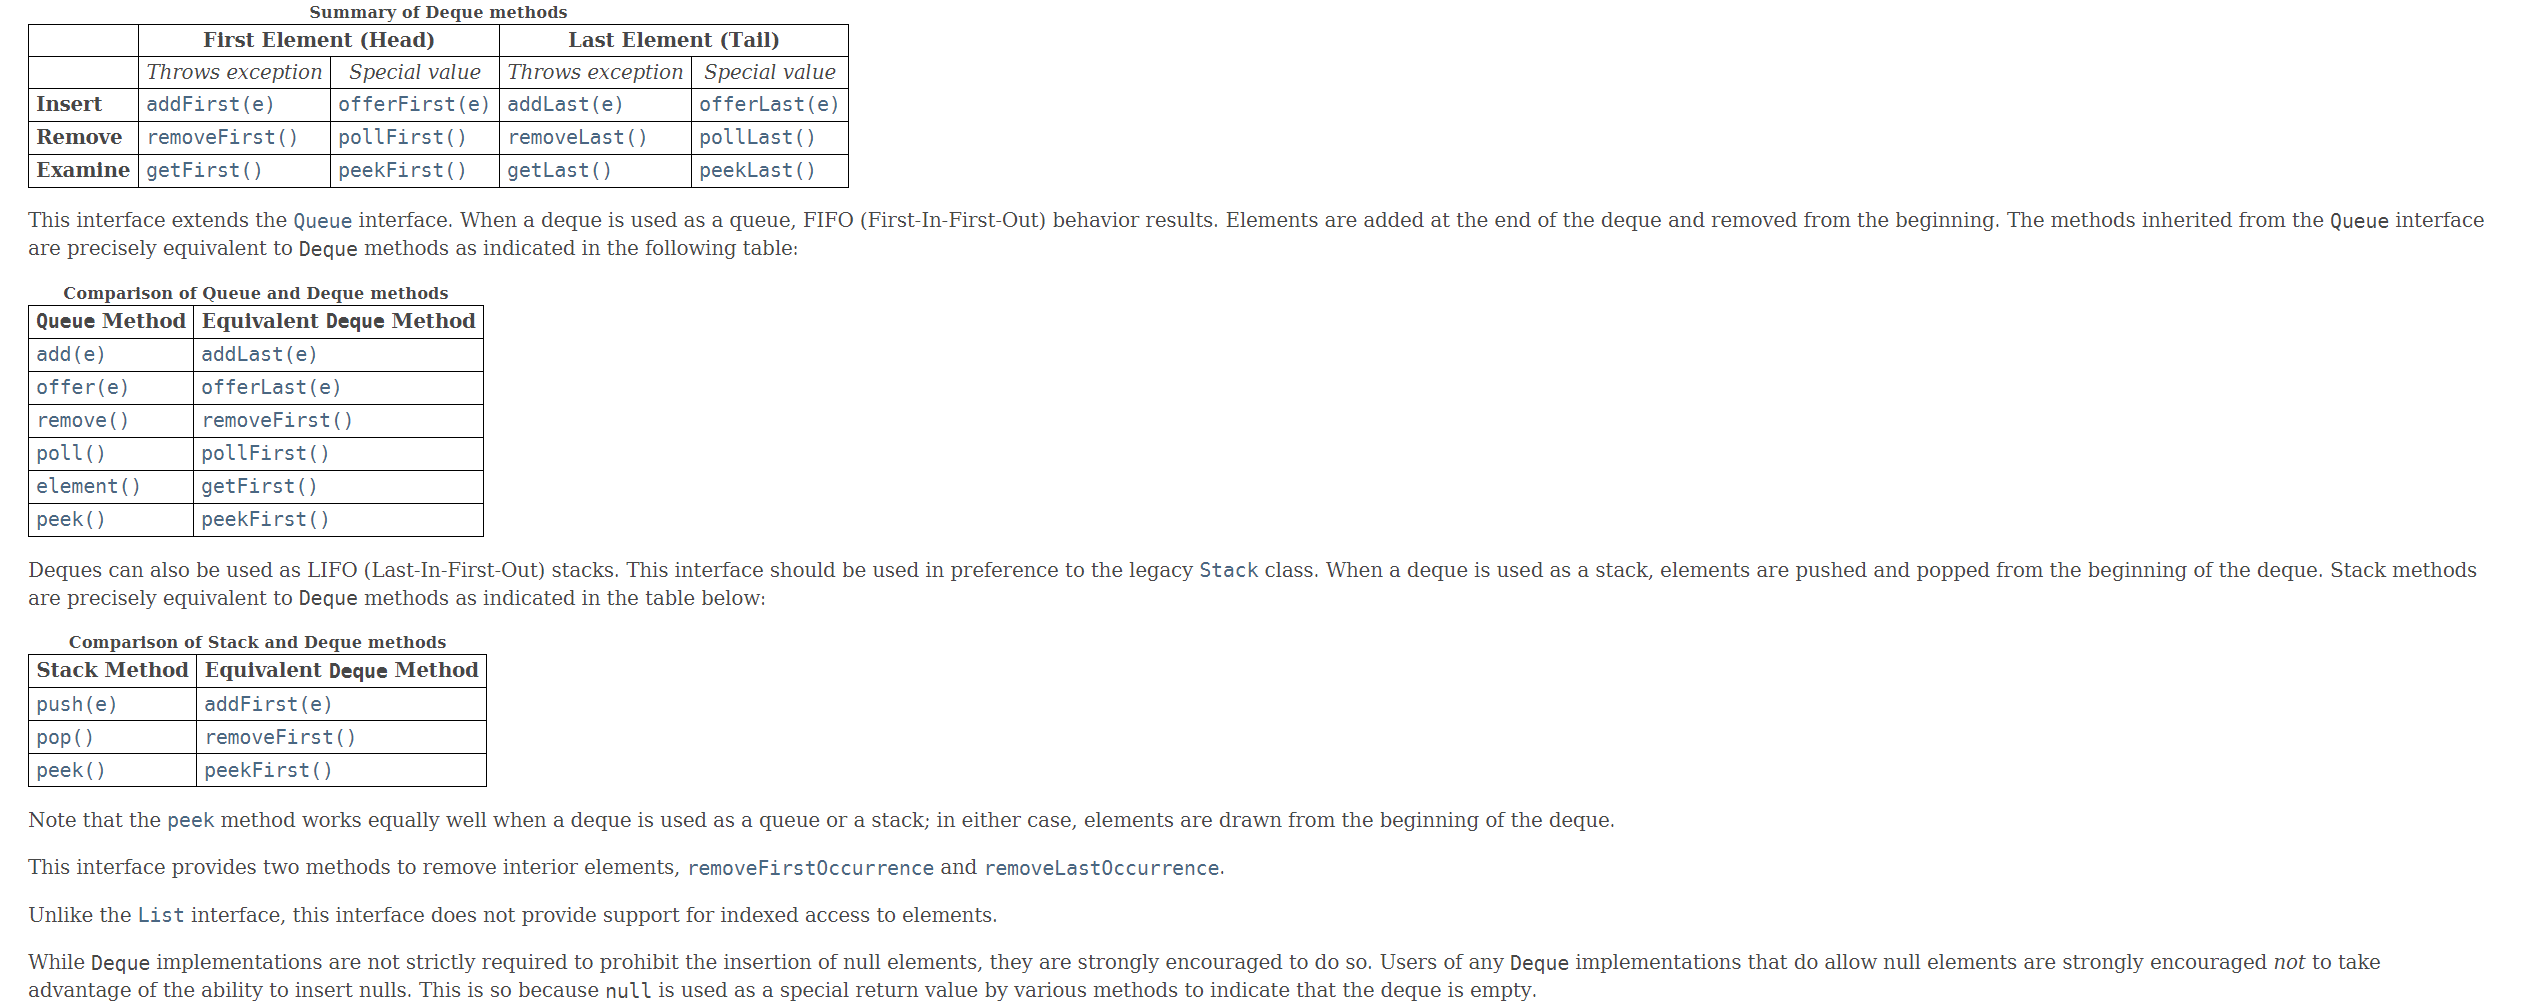 Summary of Deque methods
First Element (Head) Last Element (Tail)
Throws exception Special value Throws exception Special value
Insert addFirst(e) offerFirst(e) addLast(e) offerLast(e)
Remove removeFirst() pollFirst() removeLast() pollLast()
Examine getFirst() peekFirst() getLast() peekLast()
This interface extends the Queue interface. When a deque is used as a queue, FIFO (First-In-First-Out) behavior results. Elements are added at the end of the deque and removed from the beginning. The methods inherited from the Queue interface
are precisely equivalent to Deque methods as indicated in the following table:
Comparison of Queue and Deque methods
Queue Method Equivalent Deque Method
add(e) addLast(e)
offer(e) offerLast(e)
remove() removeFirst()
poll() pollFirst()
element() getFirst()
peek() peekFirst()
Deques can also be used as LIFO (Last-In-First-Out) stacks. This interface should be used in preference to the legacy Stack class. When a deque is used as a stack, elements are pushed and popped from the beginning of the deque. Stack methods
are precisely equivalent to Deque methods as indicated in the table below:
Comparison of Stack and Deque methods
Stack Method Equivalent Deque Method
push(e) addFirst(e)
pop() removeFirst()
peek() peekFirst()
Note that the peek method works equally well when a deque is used as a queue or a stack; in either case, elements are drawn from the beginning of the deque.
This interface provides two methods to remove interior elements, removeFirstOccurrence and removeLastOccurrence.
Unlike the List interface, this interface does not provide support for indexed access to elements.
While Deque implementations are not strictly required to prohibit the insertion of null elements, they are strongly encouraged to do so. Users of any Deque implementations that do allow null elements are strongly encouraged not to take
advantage of the ability to insert nulls. This is so because null is used as a special return value by various methods to indicate that the deque is empty.